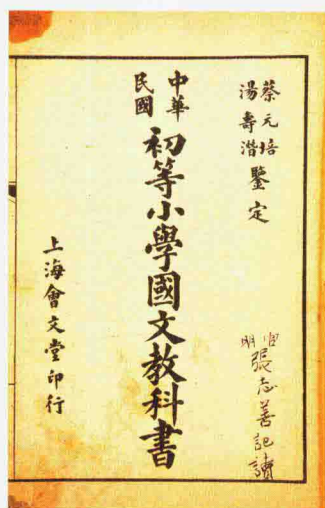 蔡元培
湯壽潛
鑒定
中華
民國
初等小學國文教科書
張志善記讀
上海會文堂印行